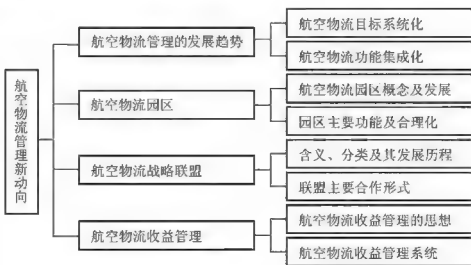 航空物流管理新动向
航空物流管理的发展趋势
航空物流目标系统化
航空物流功能集成化
航空物流园区
航空物流园区概念及发展
园区主要功能及合理化
航空物流战略联盟
含义、分类及其发展历程
联盟主要合作形式
航空物流收益管理
航空物流收益管理的思想
航空物流收益管理系统